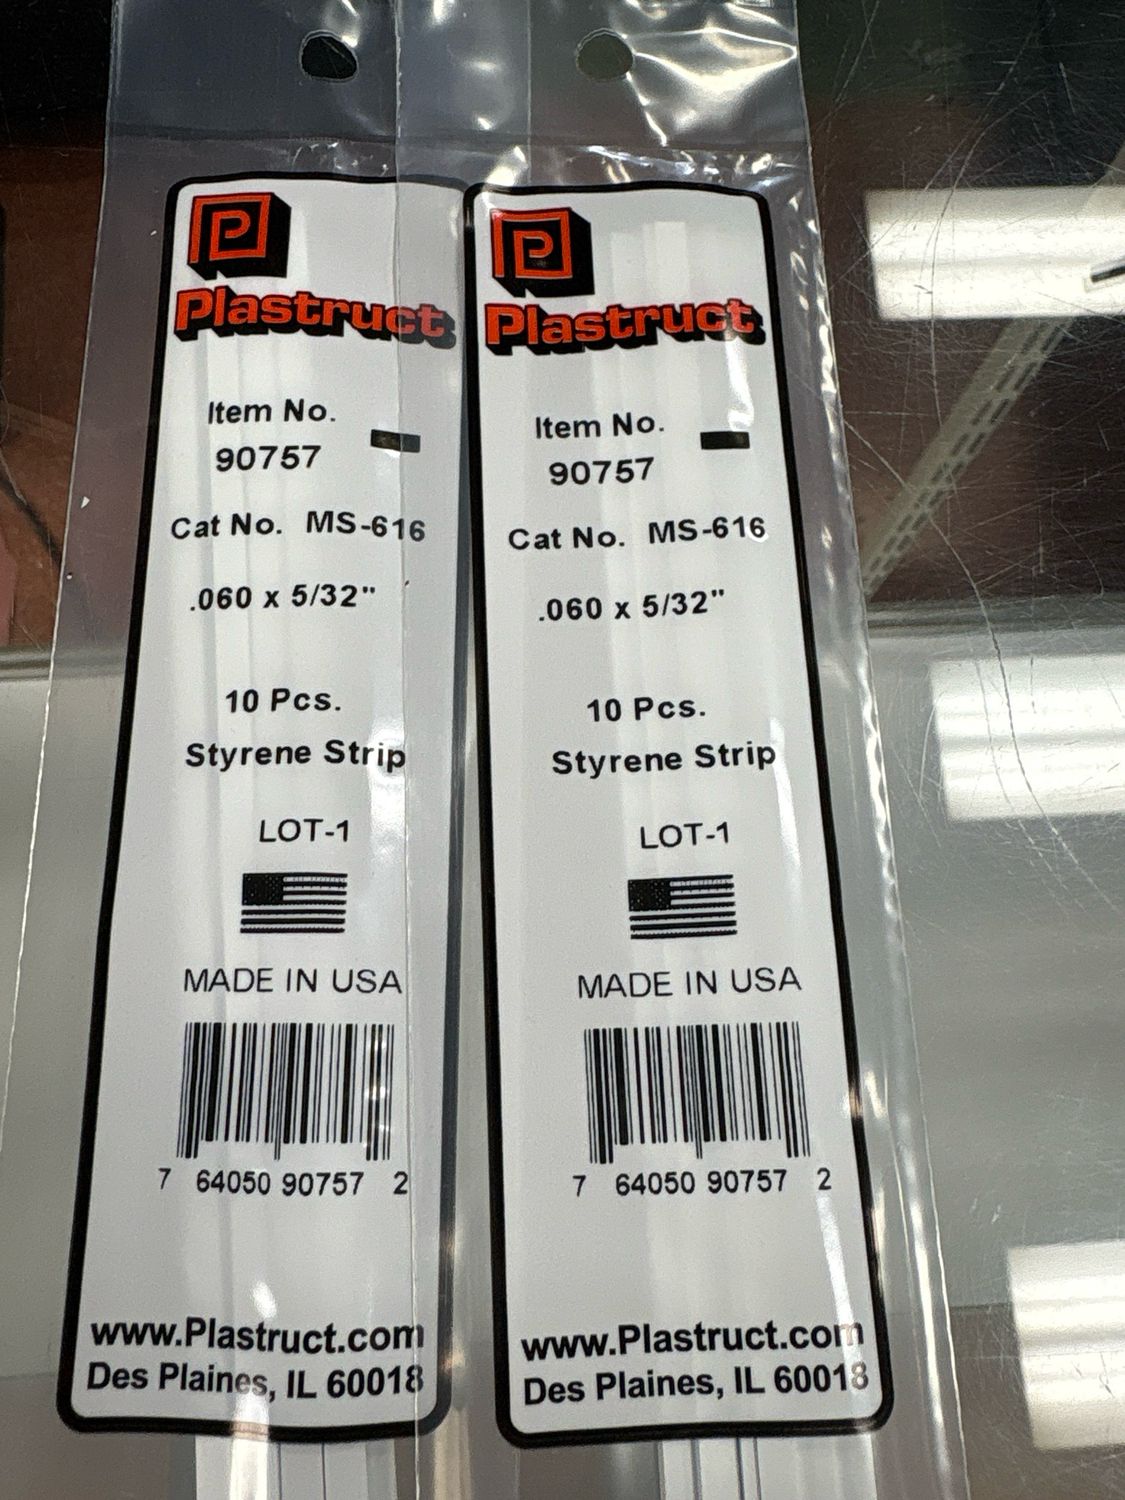 P
Plastruct
Item No.
90757
Cat No. MS-616
.060 x 5/32"
10 Pcs.
Styrene Strip
LOT-1
MADE IN USA
7 64050 90757 2
www.Plastruct.com
Des Plaines, IL 60018
P
Plastruct
Item No.
90757
Cat No. MS-616
.060 x 5/32"
10 Pcs.
Styrene Strip
LOT-1
MADE IN USA
7 64050 90757 2
www.Plastruct.com
Des Plaines, IL 60018